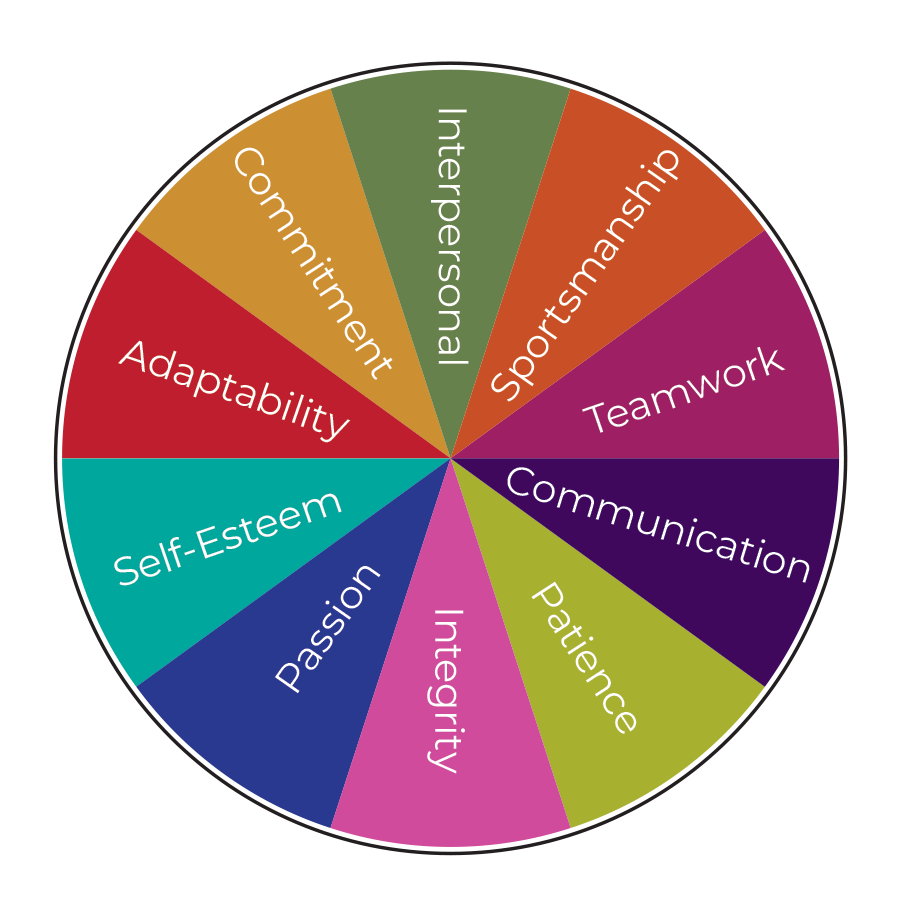 Interpersonal
Sportsmanship
Teamwork
Communication
Patience
Integrity
Passion
Self-Esteem
Adaptability
Commitment